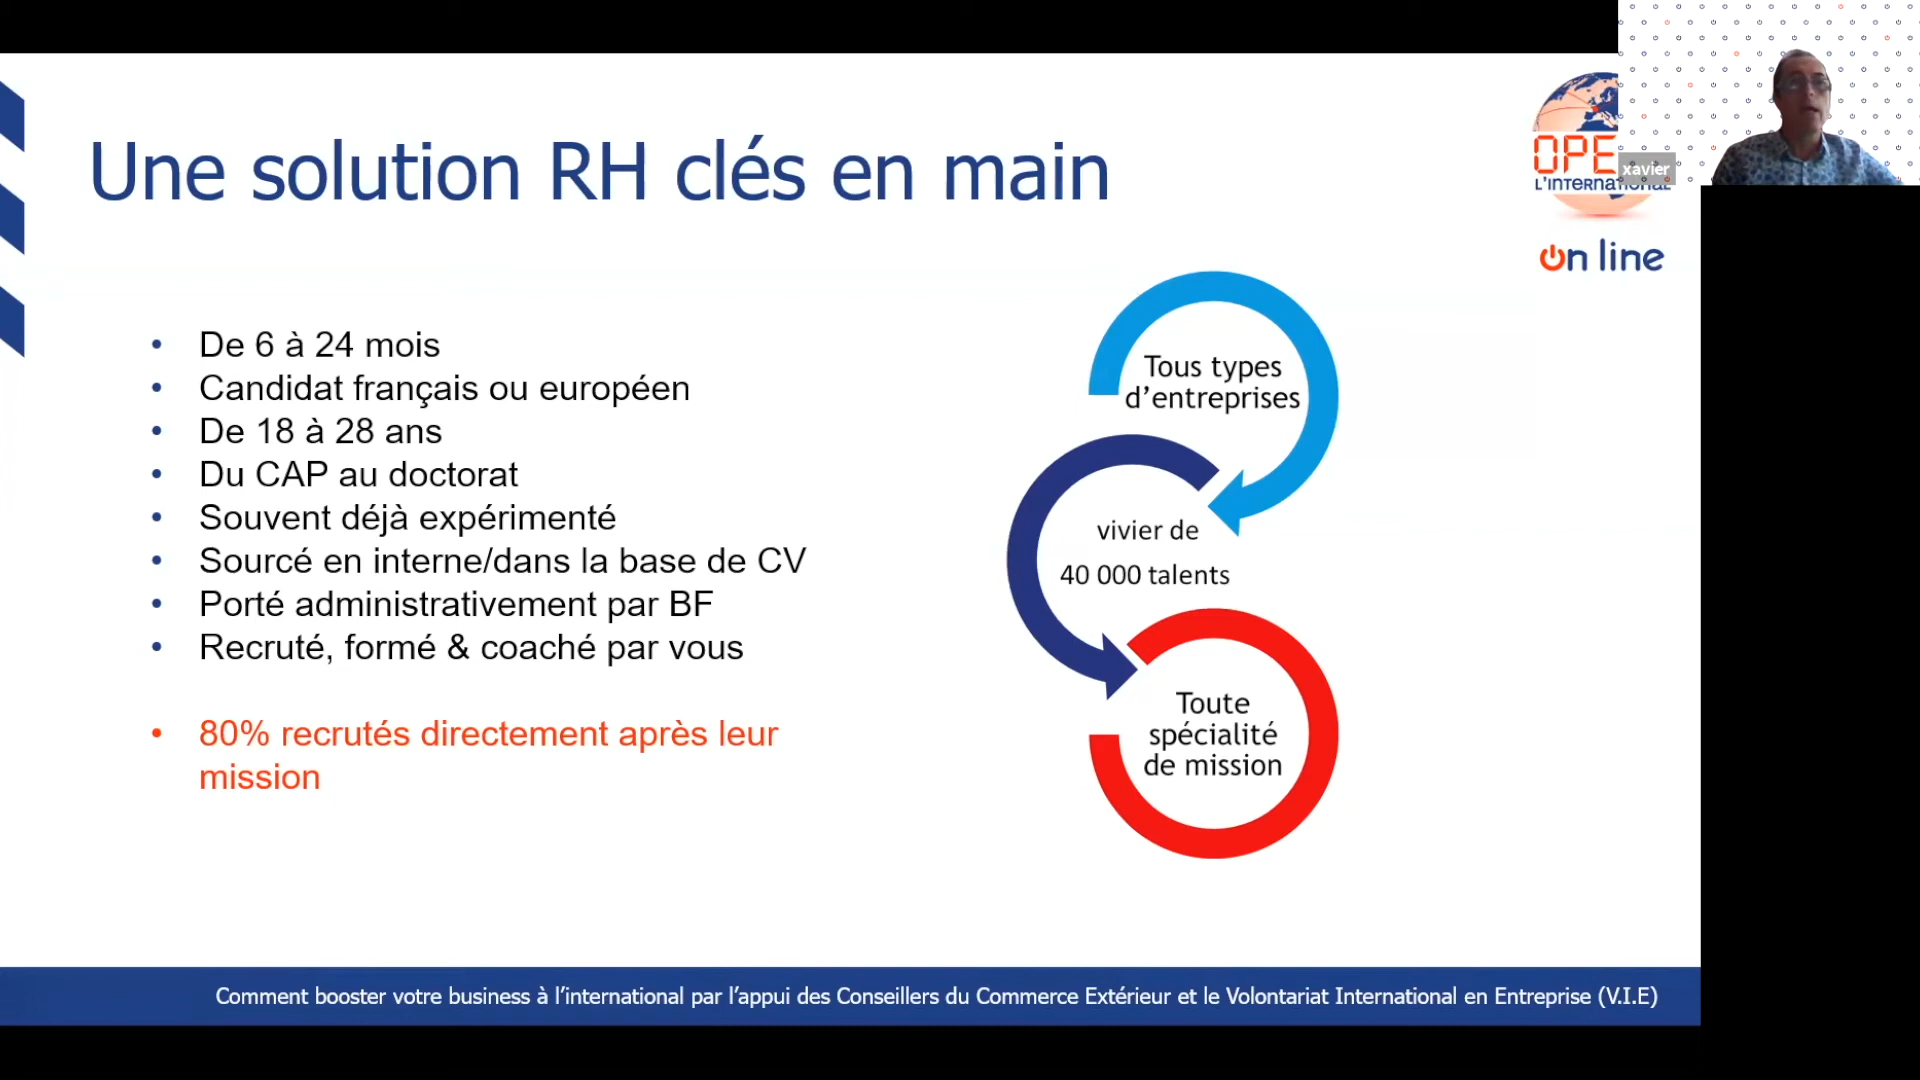 Une solution RH clés en main
xavier
OPE
L'INTERNATIONAL
on line
• De 6 à 24 mois
• Candidat français ou européen
• De 18 à 28 ans
• Du CAP au doctorat
• Souvent déjà expérimenté
• Sourcé en interne/dans la base de CV
• Porté administrativement par BF
• Recruté, formé & coaché par vous
• 80% recrutés directement après leur
mission
Tous types
d’entreprises
vivier de
40 000 talents
Toute
spécialité
de mission
Comment booster votre business à l’international par l’appui des Conseillers du Commerce Extérieur et le Volontariat International en Entreprise (V.I.E)